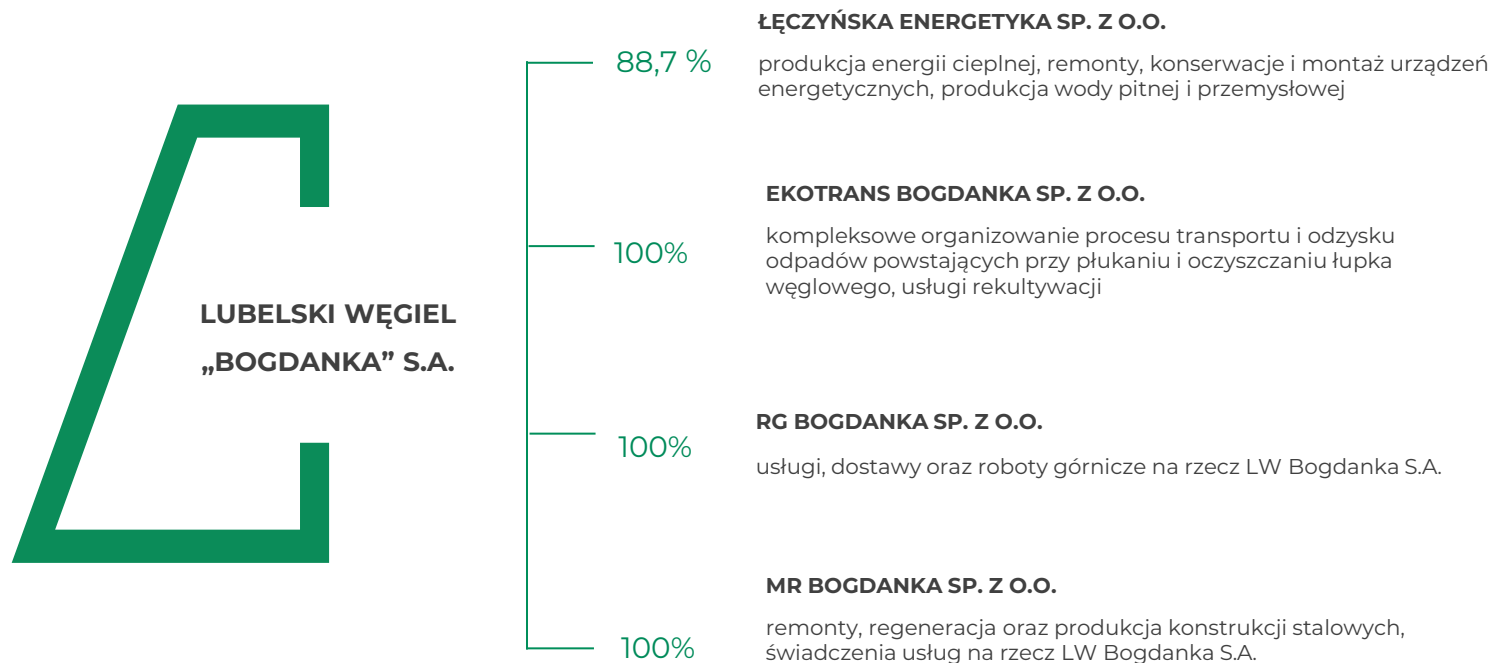 LUBELSKI WĘGIEL
„BOGDANKA” S.A.
88,7 %
ŁĘCZYŃSKA ENERGETYKA SP. Z O.O.
produkcja energii cieplnej, remonty, konserwacje i montaż urządzeń
energetycznych, produkcja wody pitnej i przemysłowej
100%
EKOTRANS BOGDANKA SP. Z O.O.
kompleksowe organizowanie procesu transportu i odzysku
odpadów powstających przy płukaniu i oczyszczaniu łupka
węglowego, usługi rekultywacji
100%
RG BOGDANKA SP. Z O.O.
usługi, dostawy oraz roboty górnicze na rzecz LW Bogdanka S.A.
100%
MR BOGDANKA SP. Z O.O.
remonty, regeneracja oraz produkcja konstrukcji stalowych,
świadczenia usług na rzecz LW Bogdanka S.A.